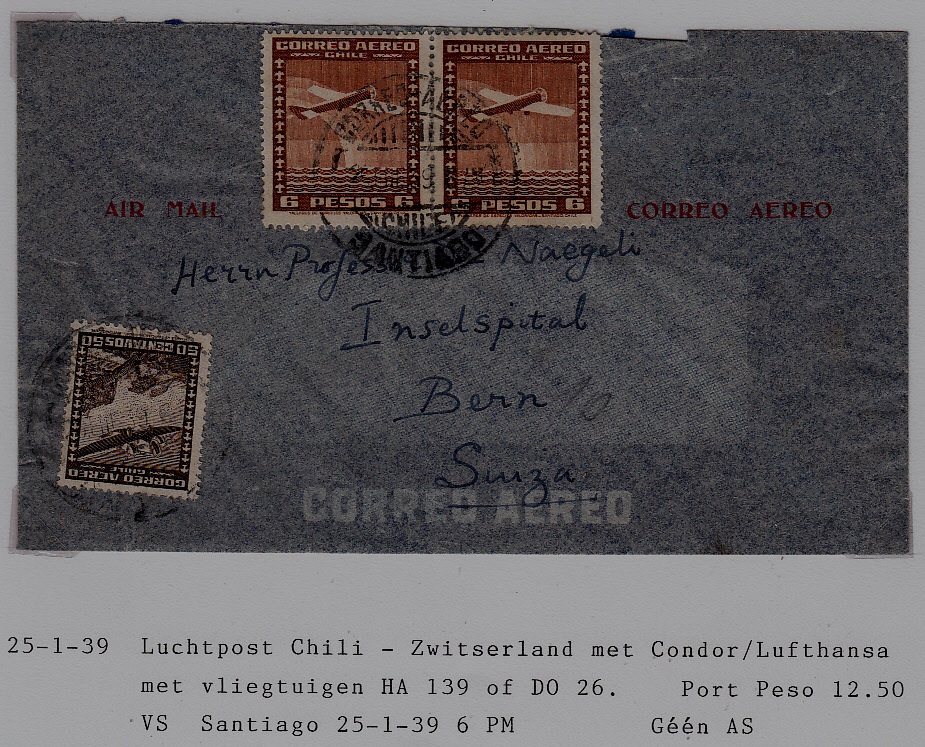 CORREO AEREO CORREO AEREO
CHILE CHILE
6 PESOS 6 6 PESOS 6
CORREO AEREO
CHILE
SANTIAGO
AIR MAIL CORREO AEREO
Herrn Professor Naegeli
Inselspital
Bern
Suiza
50 CENTAVOS 50
CHILE
CORREO AEREO
CORREO AEREO
25-1-39 Luchtpost Chili - Zwitserland met Condor/Lufthansa
met vliegtuigen HA 139 of DO 26. Port Peso 12.50
VS Santiago 25-1-39 6 PM Géén AS